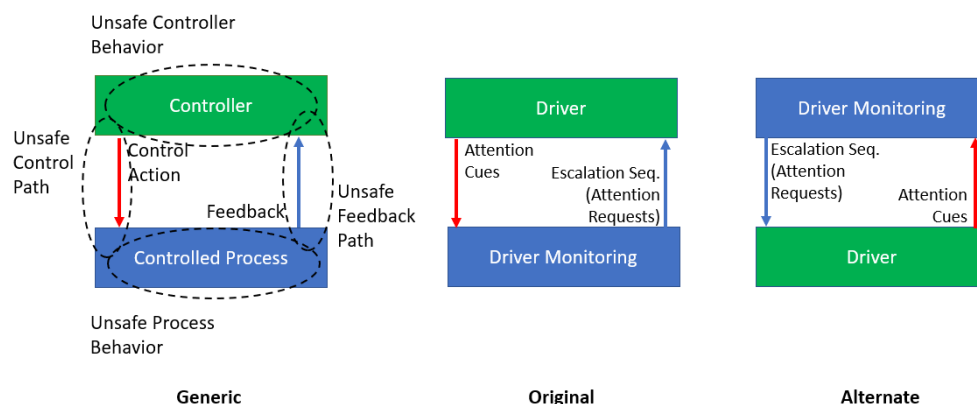 Unsafe Controller
Behavior
Controller
Unsafe
Control
Path
Control
Action
Feedback
Unsafe
Feedback
Path
Controlled Process
Unsafe Process
Behavior
Generic
Driver
Attention
Cues
Escalation Seq.
(Attention
Requests)
Driver Monitoring
Original
Driver Monitoring
Escalation Seq.
(Attention
Requests)
Attention
Cues
Driver
Alternate